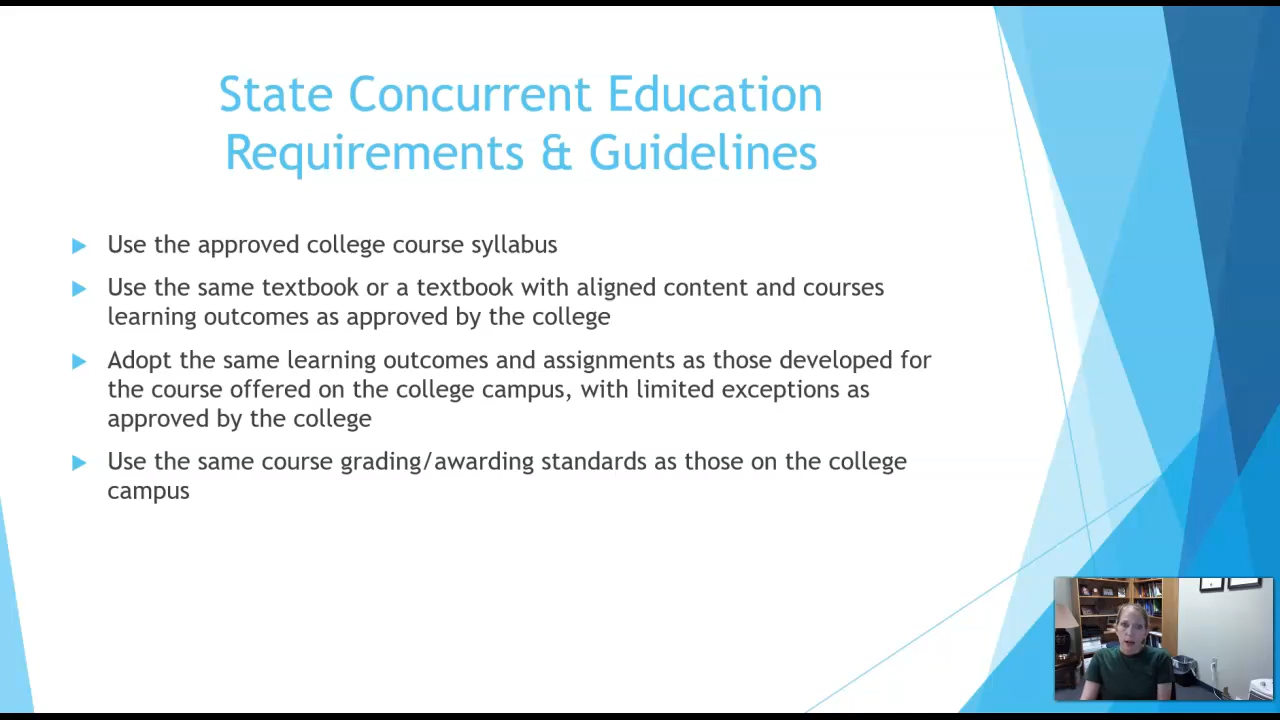 State Concurrent Education
Requirements & Guidelines
Use the approved college course syllabus
Use the same textbook or a textbook with aligned content and courses
learning outcomes as approved by the college
Adopt the same learning outcomes and assignments as those developed for
the course offered on the college campus, with limited exceptions as
approved by the college
Use the same course grading/awarding standards as those on the college
campus